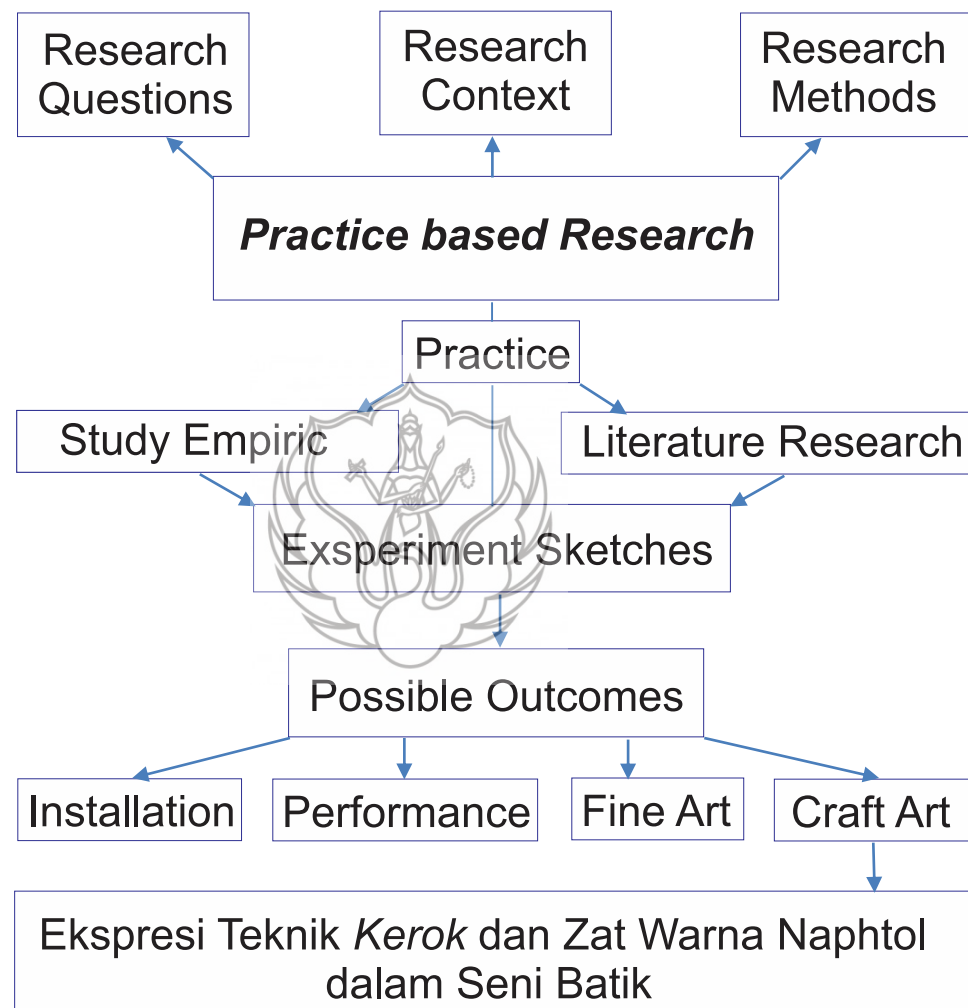 Research
Questions
Research
Context
Research
Methods
Practice based Research
Practice
Study Empiric
Literature Research
Exsperiment Sketches
Possible Outcomes
Installation
Performance
Fine Art
Craft Art
Ekspresi Teknik Kerok dan Zat Warna Naphtol
dalam Seni Batik